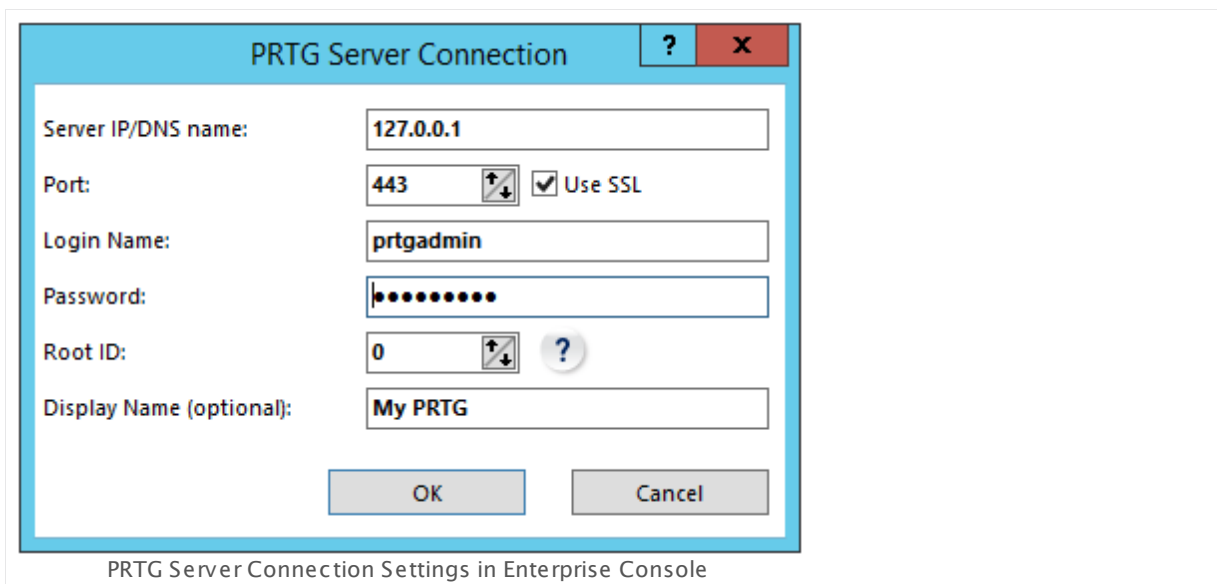 PRTG Server Connection ? x
Server IP/DNS name: 127.0.0.1
Port: 443 Use SSL
Login Name: prtgadmin
Password: •••••••••
Root ID: 0 ?
Display Name (optional): My PRTG
OK Cancel
PRTG Server Connection Settings in Enterprise Console